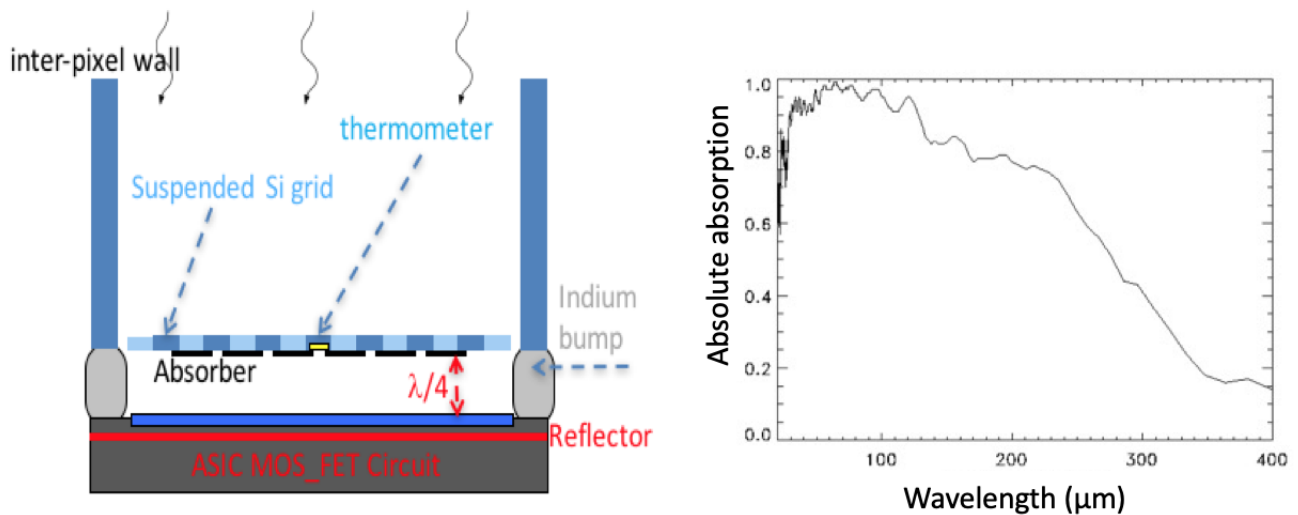 inter-pixel wall
thermometer
Suspended Si grid
Indium
bump
Absorber
λ/4
Reflector
ASIC MOS_FET Circuit
Absolute absorption
1.0
0.8
0.6
0.4
0.2
0.0
100
200
300
400
Wavelength (μm)